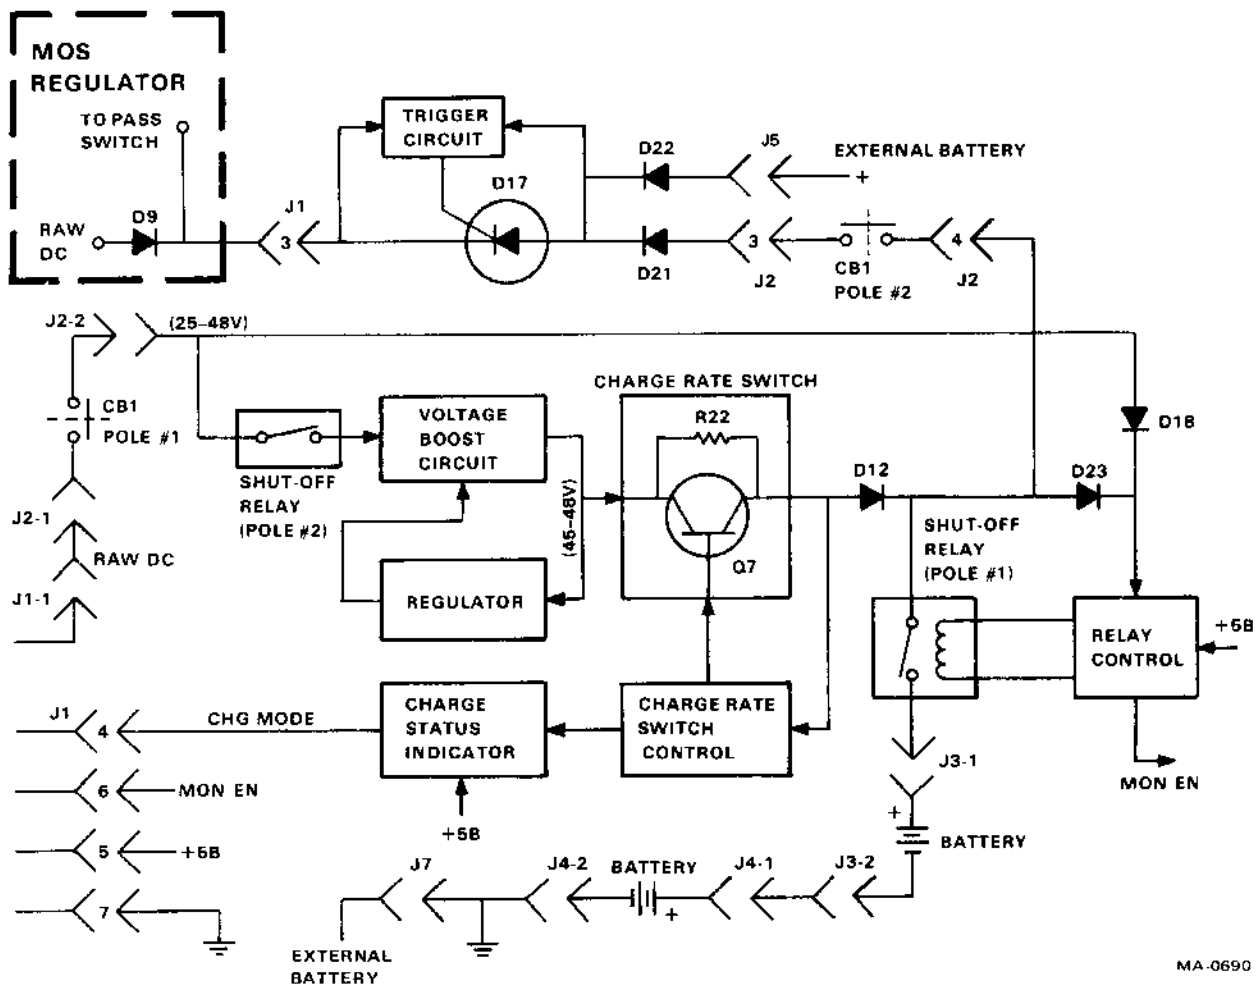 MOS
REGULATOR
TO PASS
SWITCH
RAW
DC
D9
J1
3
TRIGGER
CIRCUIT
D17
D22
J5
EXTERNAL BATTERY
+
D21
3
J2
CB1
POLE #2
4
J2
J2-2
(25-48V)
CB1
POLE #1
J2-1
RAW DC
J1-1
SHUT-OFF
RELAY
(POLE #2)
VOLTAGE
BOOST
CIRCUIT
(45-48V)
REGULATOR
CHARGE RATE SWITCH
R22
Q7
D12
D23
D18
SHUT-OFF
RELAY
(POLE #1)
RELAY
CONTROL
+5B
MON EN
J1
4
CHG MODE
CHARGE
STATUS
INDICATOR
+5B
CHARGE RATE
SWITCH
CONTROL
6
MON EN
5
+5B
7
J3-1
+
BATTERY
J7
J4-2
BATTERY
+
J4-1
J3-2
EXTERNAL
BATTERY
MA-0690